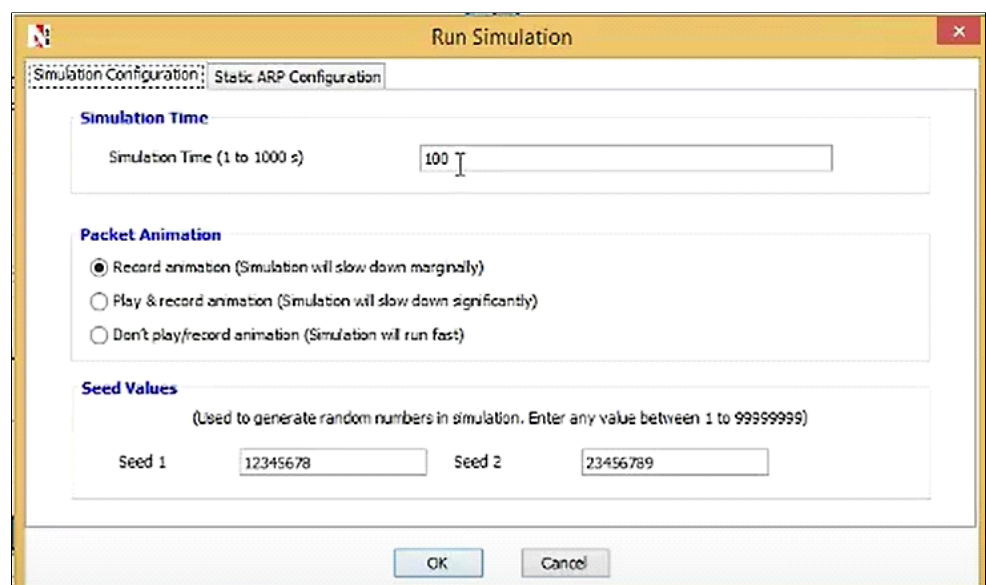 Run Simulation
Simulation Configuration
Static ARP Configuration
Simulation Time
Simulation Time (1 to 1000 s)
100
Packet Animation
Record animation (Simulation will slow down marginally)
Play & record animation (Simulation will slow down significantly)
Don't play/record animation (Simulation will run fast)
Seed Values
(Used to generate random numbers in simulation. Enter any value between 1 to 99999999)
Seed 1 12345678 Seed 2 23456789
OK Cancel